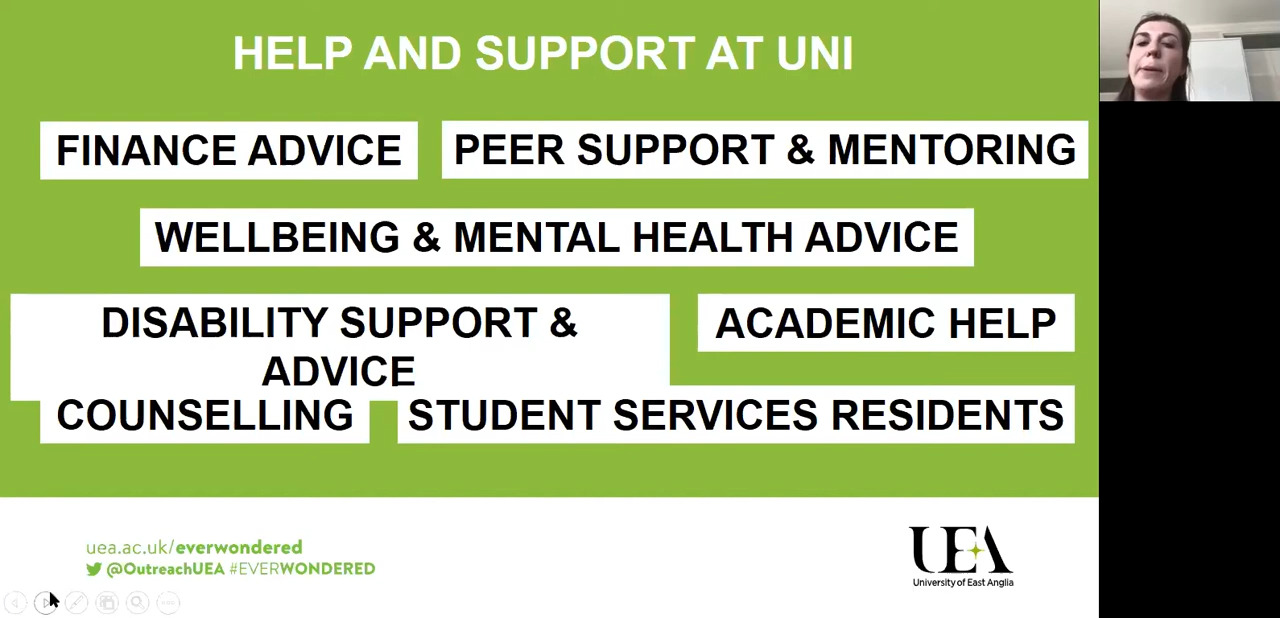 HELP AND SUPPORT AT UNI
FINANCE ADVICE
PEER SUPPORT & MENTORING
WELLBEING & MENTAL HEALTH ADVICE
DISABILITY SUPPORT &
ADVICE
ACADEMIC HELP
COUNSELLING
STUDENT SERVICES RESIDENTS
uea.ac.uk/everwondered
@OutreachUEA #EVERWONDERED
UEA
University of East Anglia